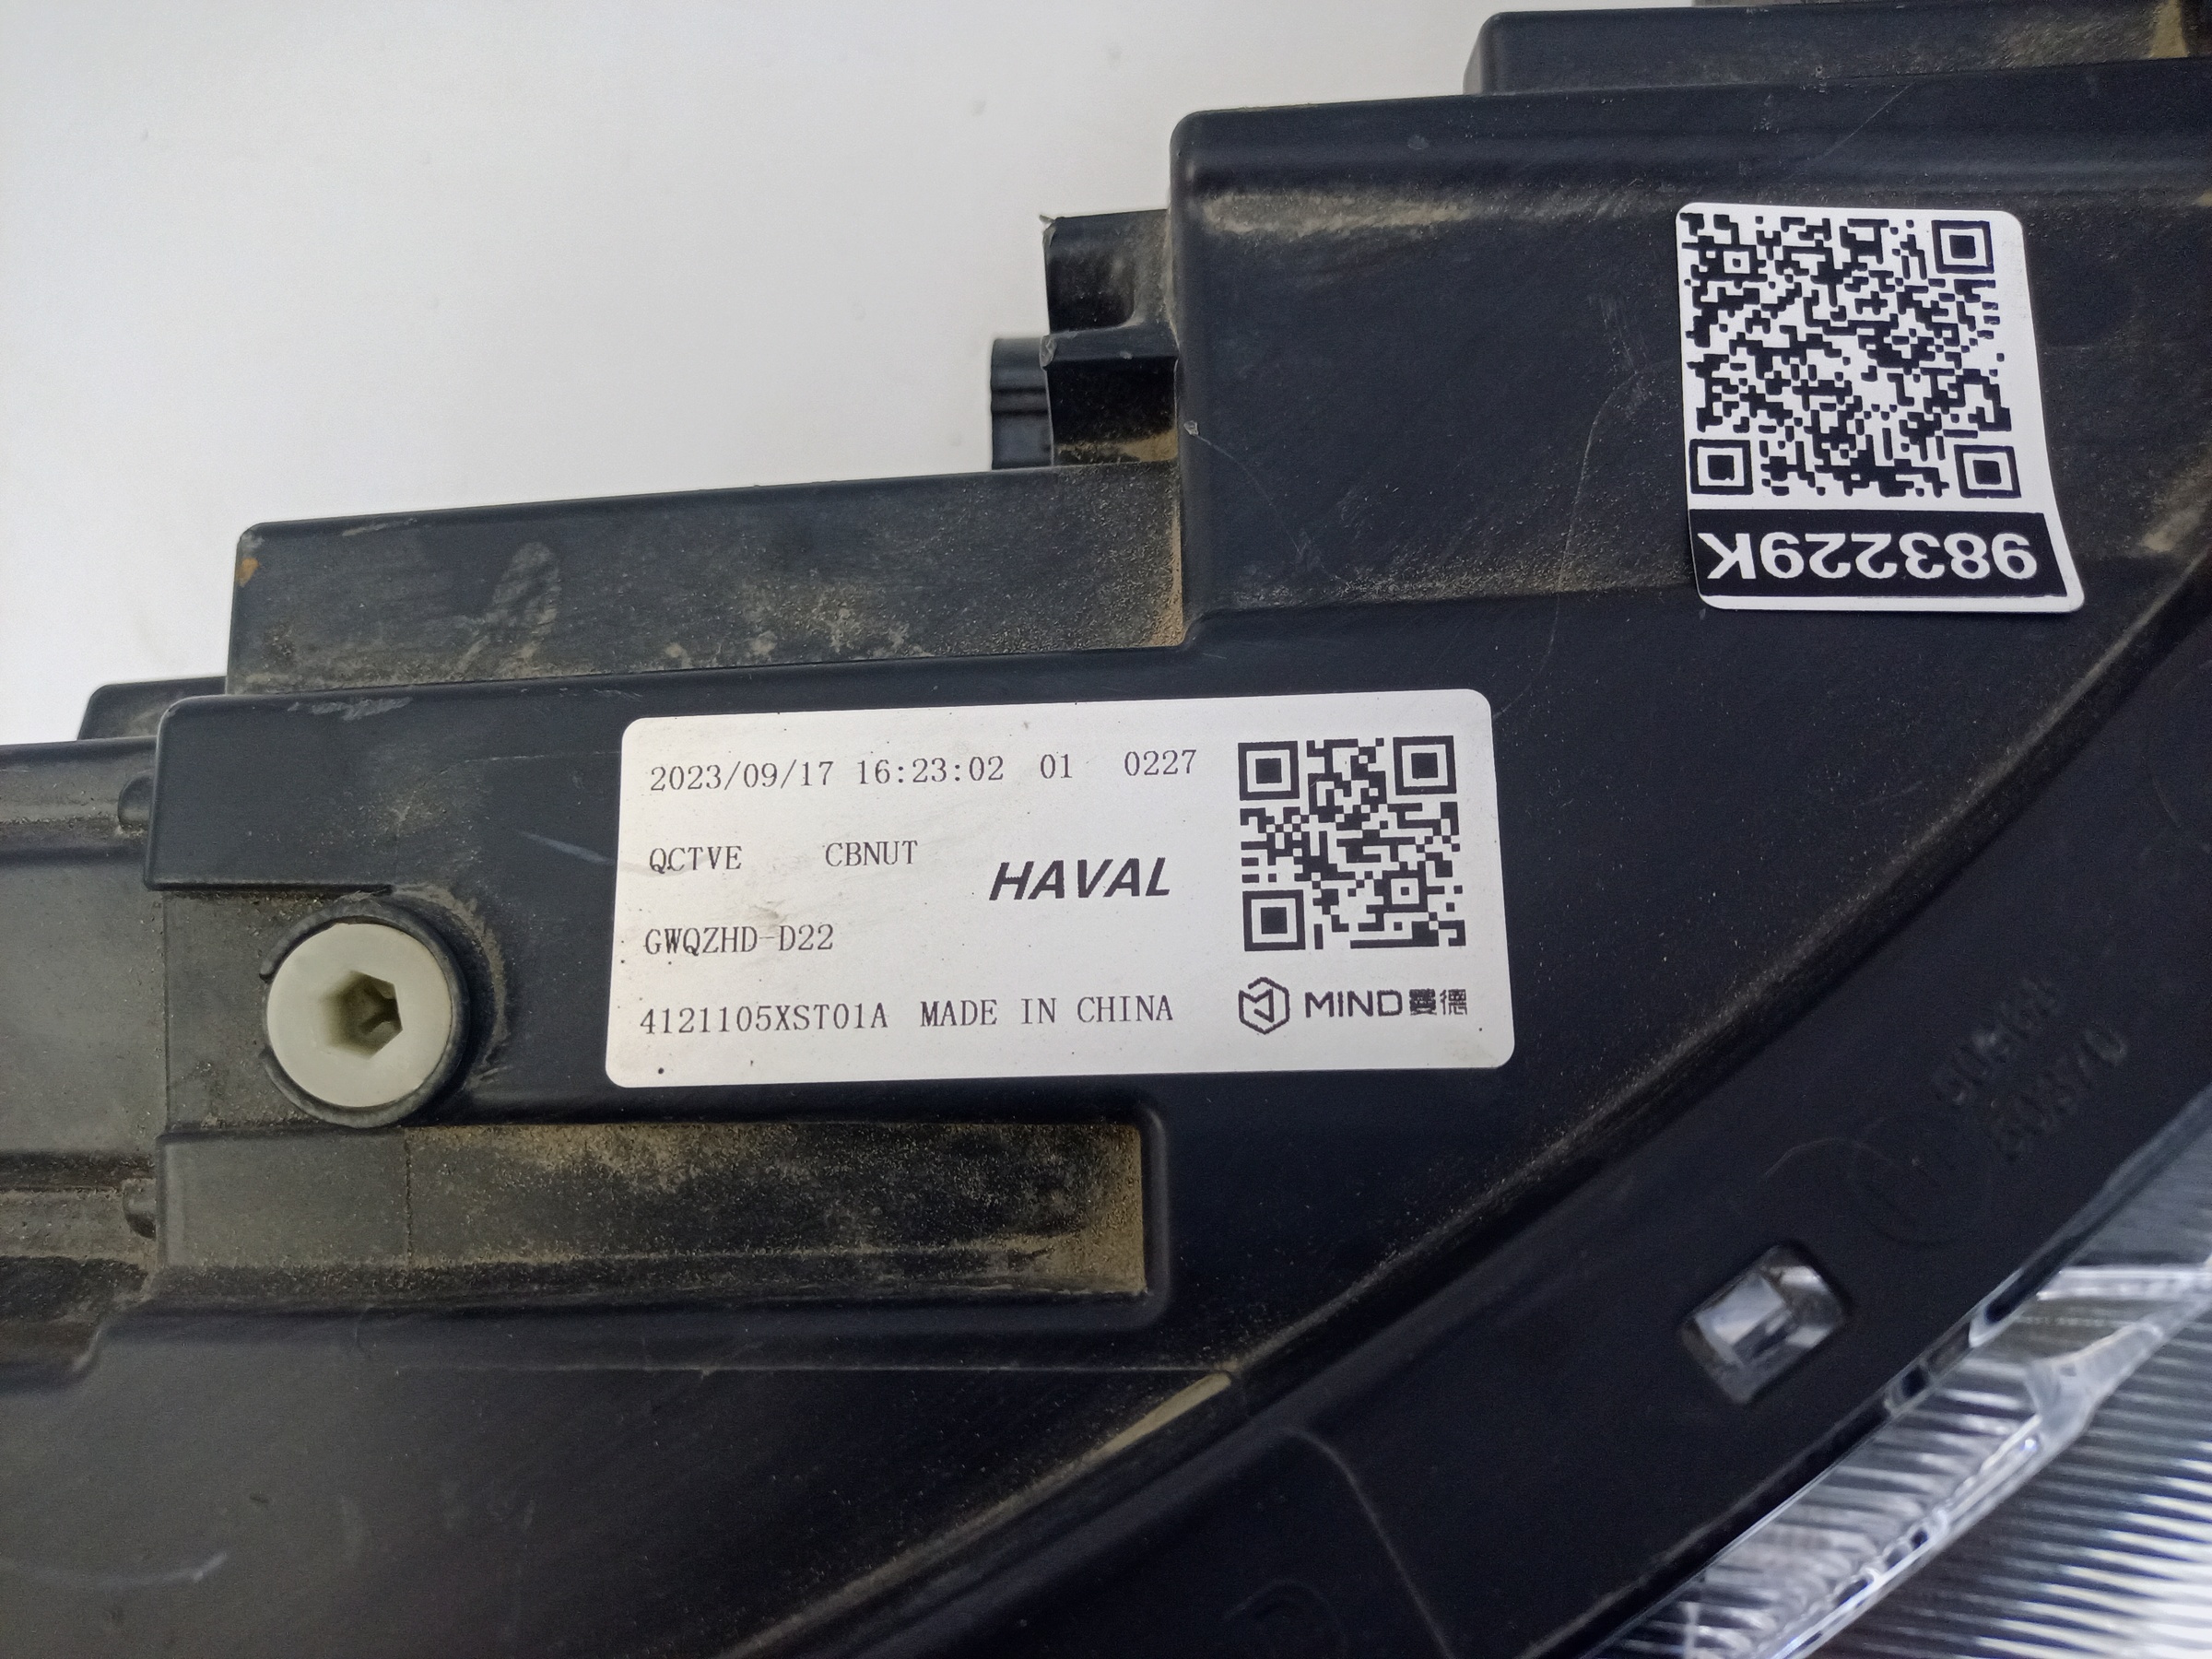 983229K
2023/09/17 16:23:02 01 0227
QCTVE CBNUT
HAVAL
GWQZHD-D22
4121105XST01A MADE IN CHINA
MIND 曼德